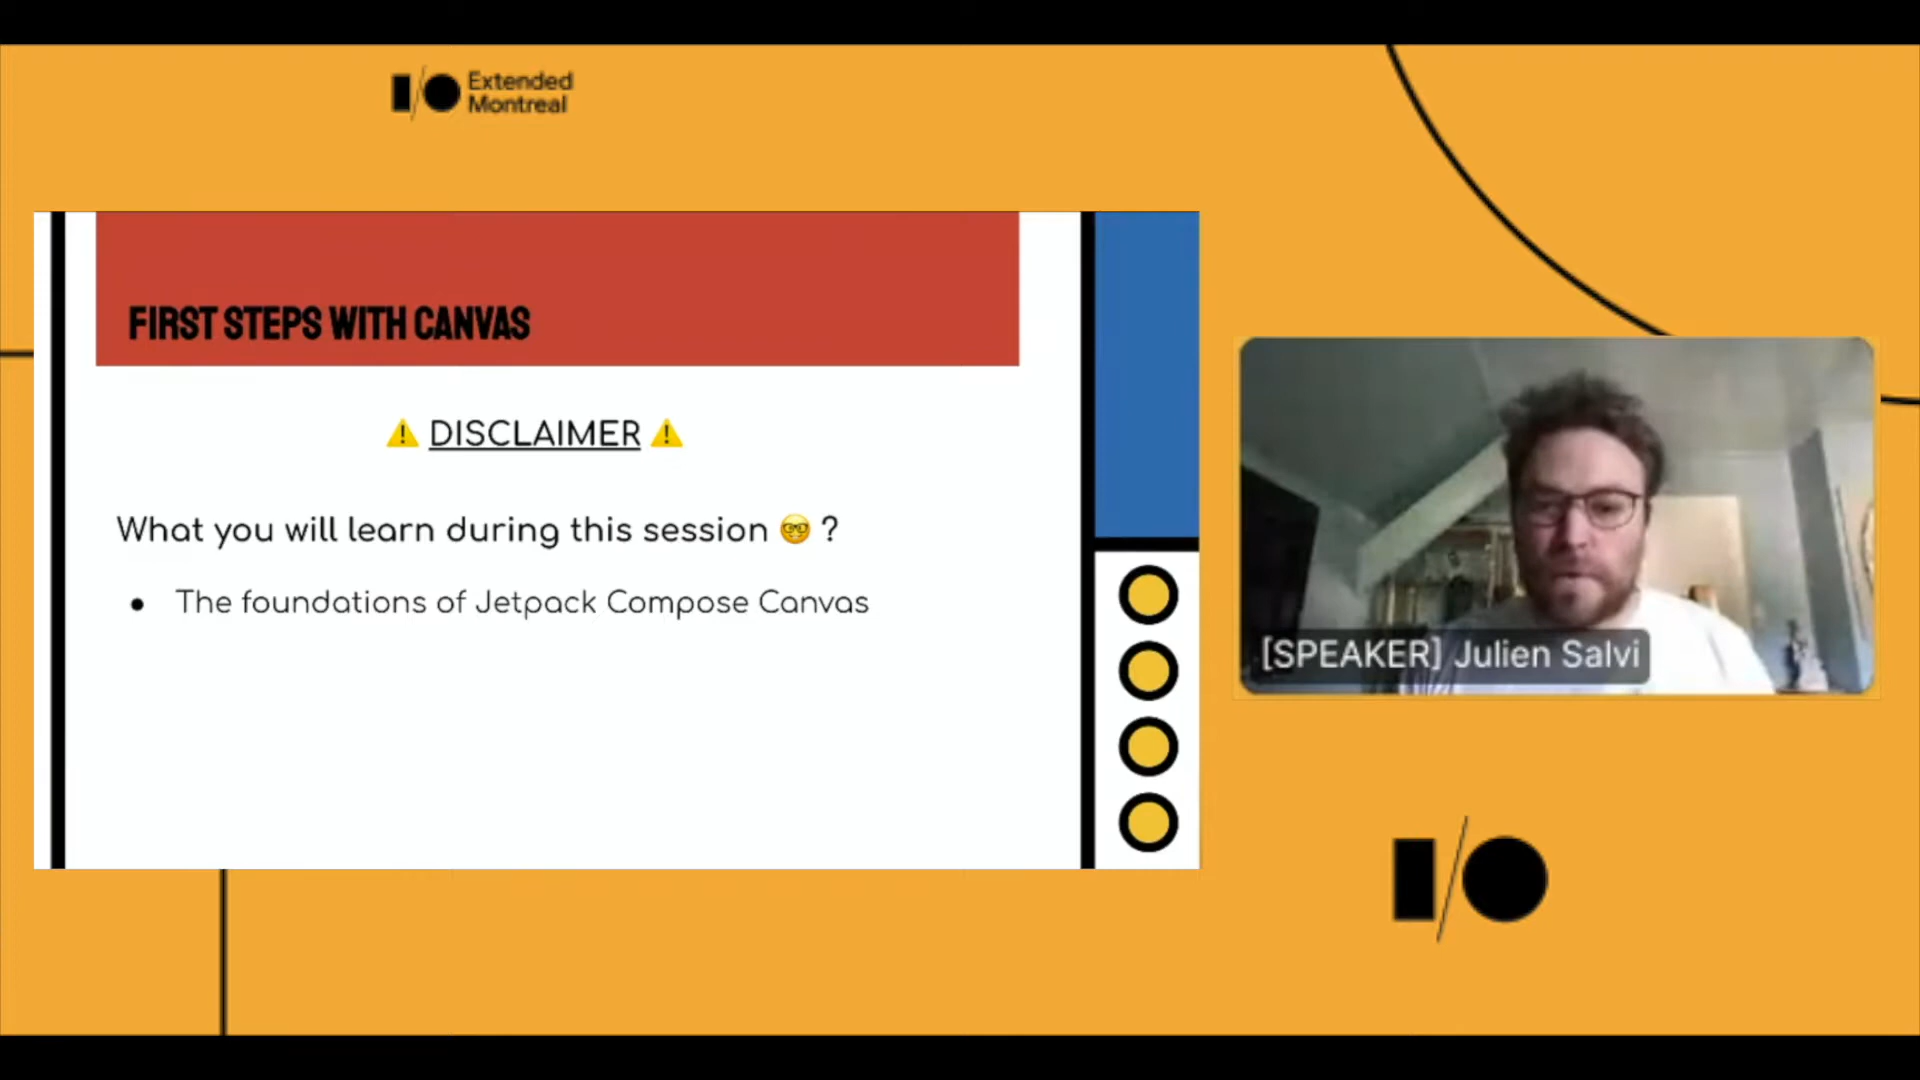 Extended
Montreal
FIRST STEPS WITH CANVAS
⚠️ DISCLAIMER ⚠️
What you will learn during this session 🤓 ?
● The foundations of Jetpack Compose Canvas
[SPEAKER] Julien Salvi